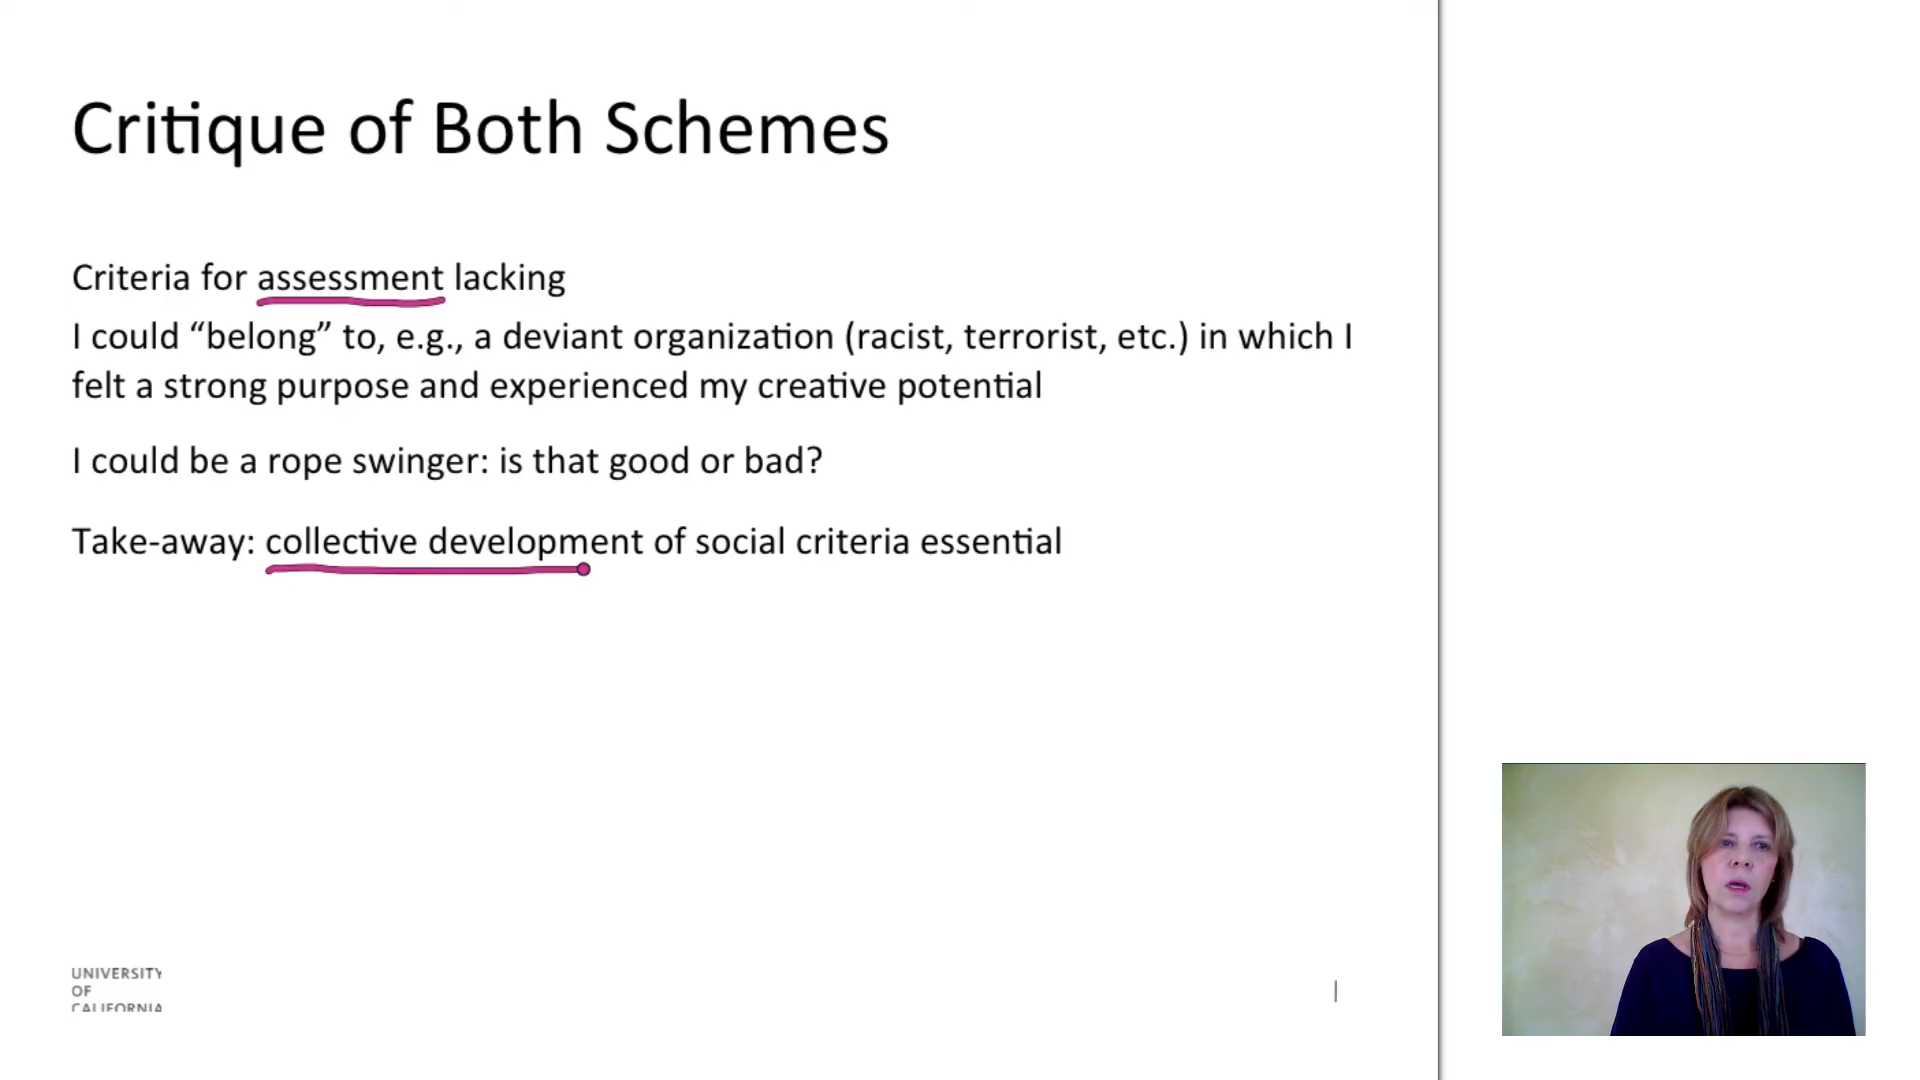 Critique of Both Schemes
Criteria for assessment lacking
I could “belong” to, e.g., a deviant organization (racist, terrorist, etc.) in which I
felt a strong purpose and experienced my creative potential
I could be a rope swinger: is that good or bad?
Take-away: collective development of social criteria essential
UNIVERSITY
OF
CALIFORNIA